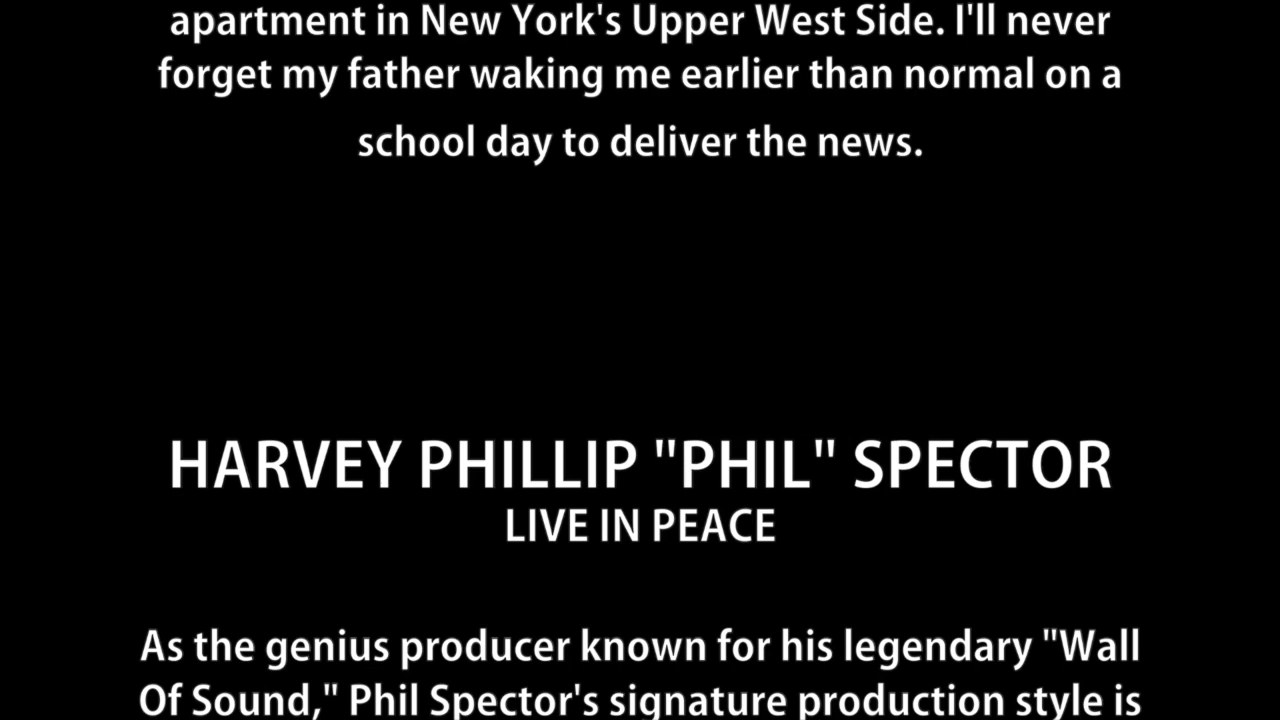 apartment in New York's Upper West Side. I'll never
forget my father waking me earlier than normal on a
school day to deliver the news.
HARVEY PHILLIP "PHIL" SPECTOR
LIVE IN PEACE
As the genius producer known for his legendary "Wall
Of Sound," Phil Spector's signature production style is